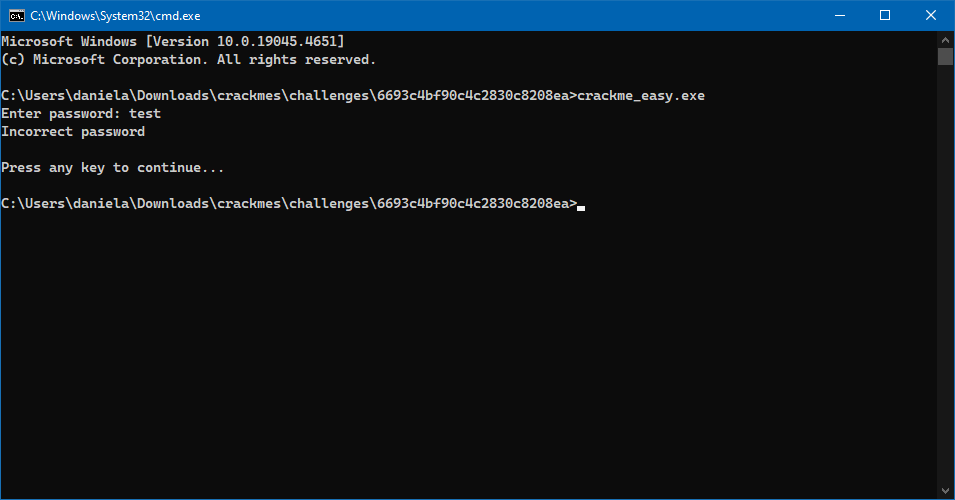 C:\Windows\System32\cmd.exe
Microsoft Windows [Version 10.0.19045.4651]
(c) Microsoft Corporation. All rights reserved.
C:\Users\daniela\Downloads\crackmes\challenges\6693c4bf90c4c2830c8208ea>crackme_easy.exe
Enter password: test
Incorrect password
Press any key to continue...
C:\Users\daniela\Downloads\crackmes\challenges\6693c4bf90c4c2830c8208ea>